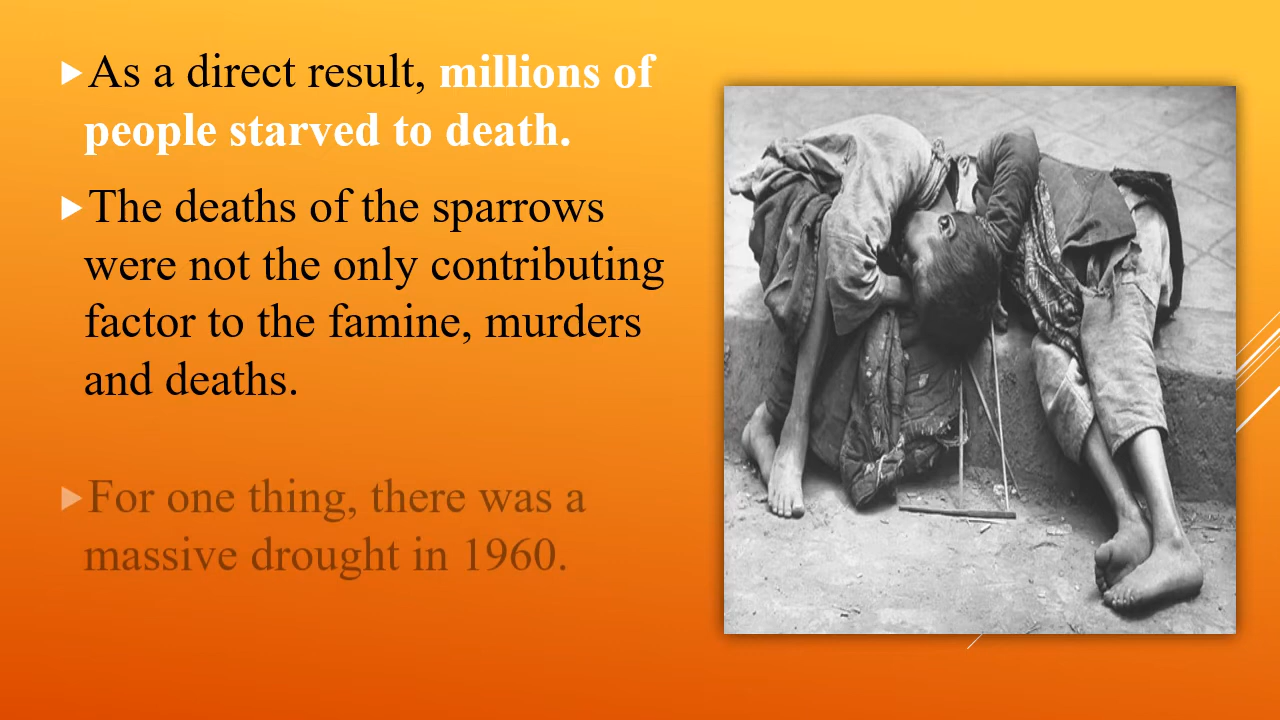 As a direct result, millions of
people starved to death.
The deaths of the sparrows
were not the only contributing
factor to the famine, murders
and deaths.
For one thing, there was a
massive drought in 1960.